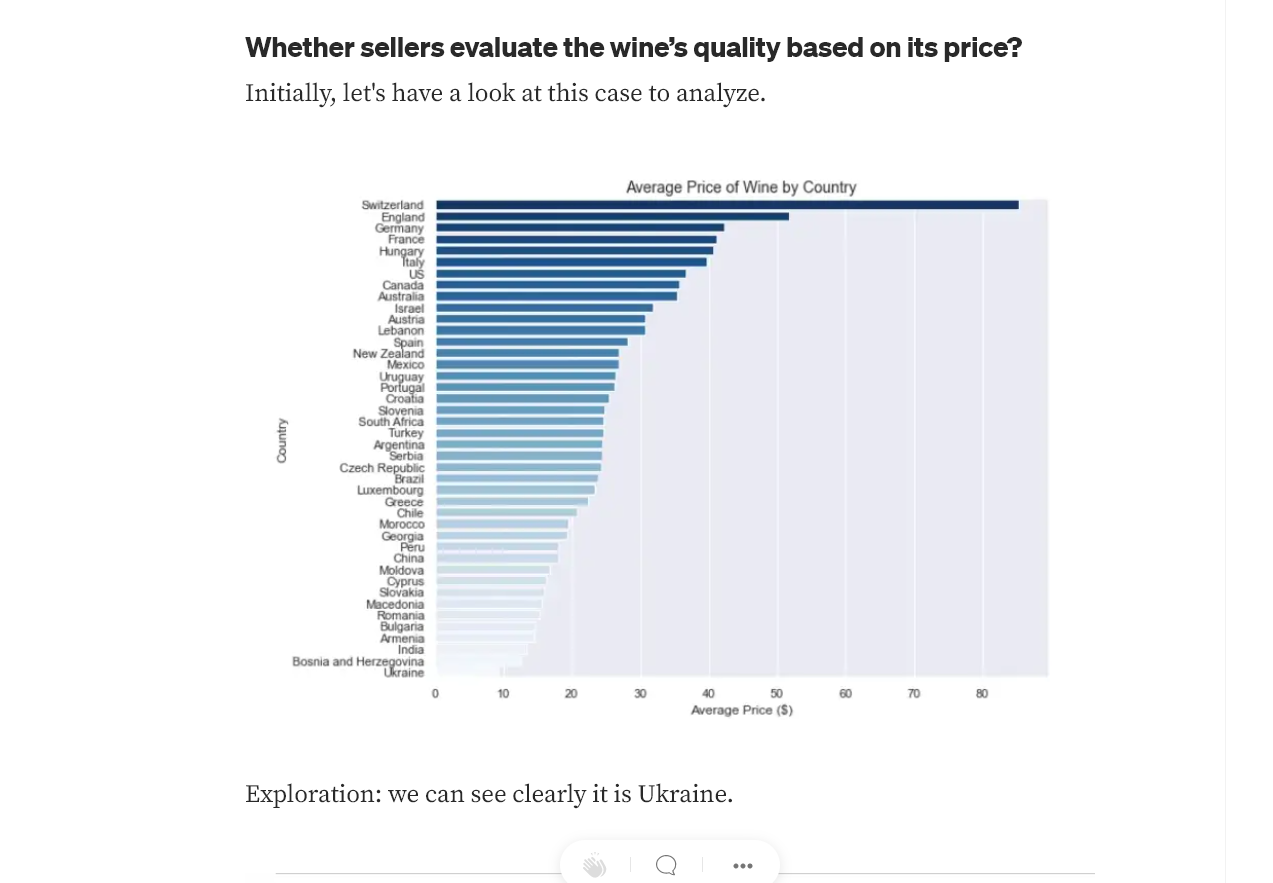 Whether sellers evaluate the wine’s quality based on its price?
Initially, let's have a look at this case to analyze.
Average Price of Wine by Country
Country
Switzerland
England
Germany
France
Hungary
Italy
US
Canada
Australia
Israel
Austria
Lebanon
Spain
New Zealand
Mexico
Uruguay
Portugal
Croatia
Slovenia
South Africa
Turkey
Argentina
Serbia
Czech Republic
Brazil
Luxembourg
Greece
Chile
Morocco
Georgia
Peru
China
Moldova
Cyprus
Slovakia
Macedonia
Romania
Bulgaria
Armenia
India
Bosnia and Herzegovina
Ukraine
0 10 20 30 40 50 60 70 80
Average Price ($)
Exploration: we can see clearly it is Ukraine.